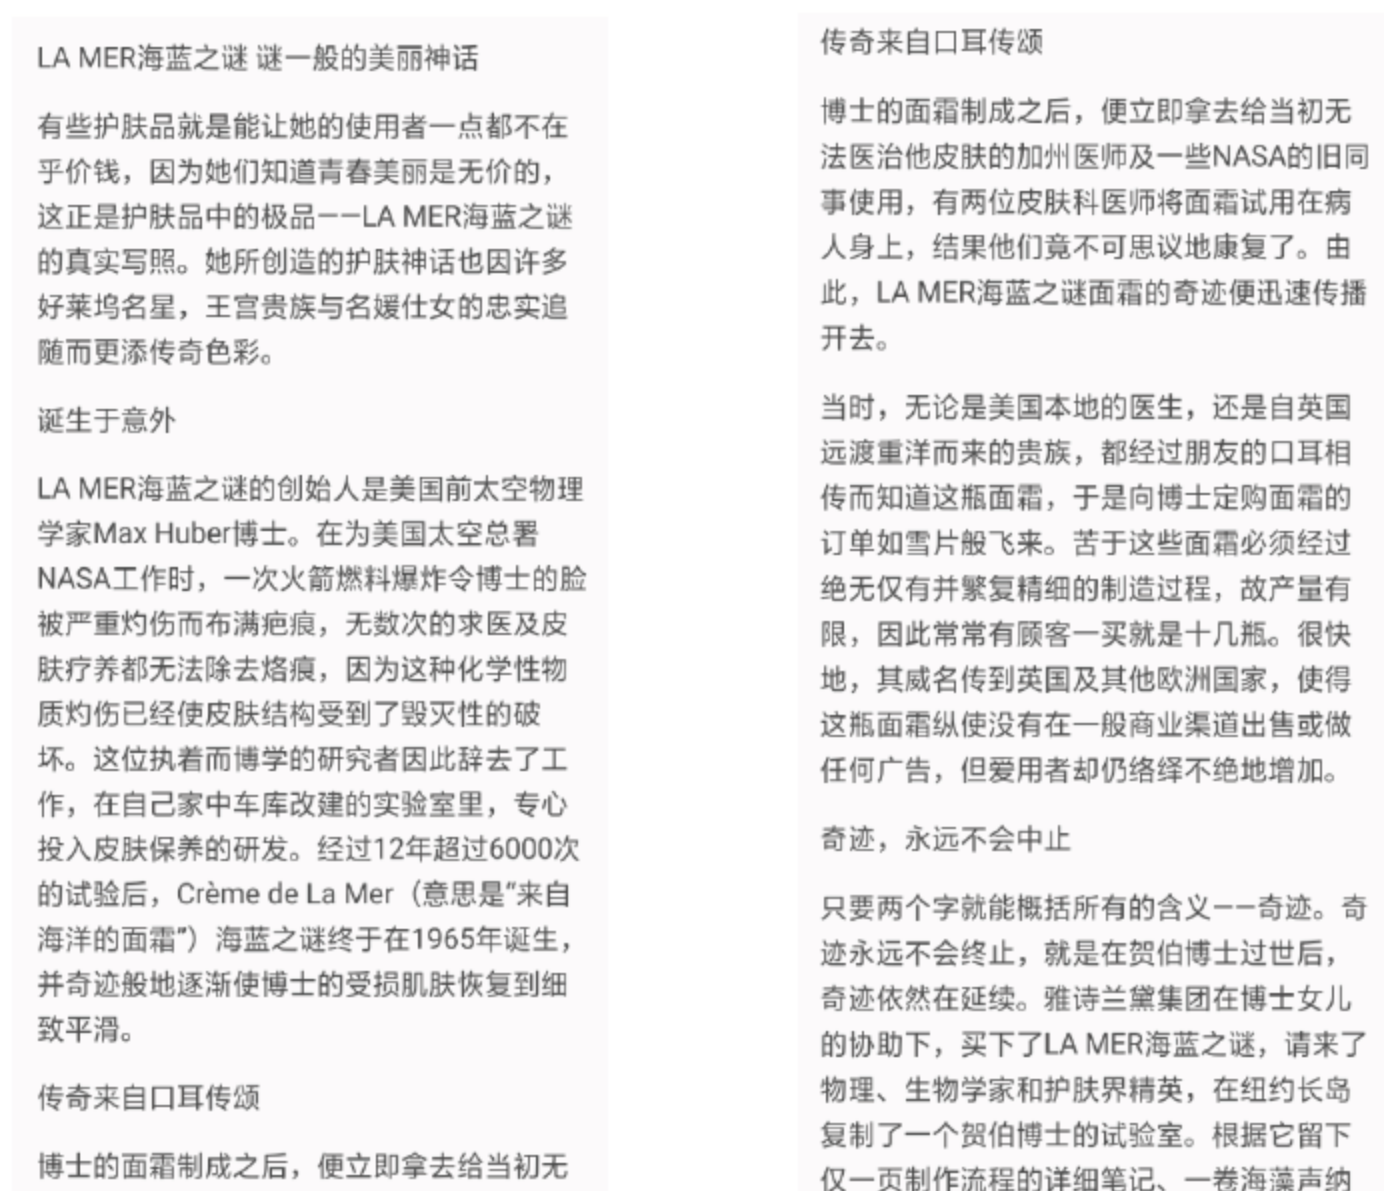 LA MER海蓝之谜 谜一般的美丽神话
有些护肤品就是能让她的使用者一点都不在
乎价钱，因为她们知道青春美丽是无价的，
这正是护肤品中的极品——LA MER海蓝之谜
的真实写照。她所创造的护肤神话也因许多
好莱坞名星，王宫贵族与名媛仕女的忠实追
随而更添传奇色彩。
诞生于意外
LA MER海蓝之谜的创始人是美国前太空物理
学家Max Huber博士。在为美国太空总署
NASA工作时，一次火箭燃料爆炸令博士的脸
被严重灼伤而布满疤痕，无数次的求医及皮
肤疗养都无法除去烙痕，因为这种化学性物
质灼伤已经使皮肤结构受到了毁灭性的破
坏。这位执着而博学的研究者因此辞去了工
作，在自己家中车库改建的实验室里，专心
投入皮肤保养的研发。经过12年超过6000次
的试验后，Crème de La Mer（意思是“来自
海洋的面霜”）海蓝之谜终于在1965年诞生，
并奇迹般地逐渐使博士的受损肌肤恢复到细
致平滑。
传奇来自口耳传颂
博士的面霜制成之后，便立即拿去给当初无
传奇来自口耳传颂
博士的面霜制成之后，便立即拿去给当初无
法医治他皮肤的加州医师及一些NASA的旧同
事使用，有两位皮肤科医师将面霜试用在病
人身上，结果他们竟不可思议地康复了。由
此，LA MER海蓝之谜面霜的奇迹便迅速传播
开去。
当时，无论是美国本地的医生，还是自英国
远渡重洋而来的贵族，都经过朋友的口耳相
传而知道这瓶面霜，于是向博士定购面霜的
订单如雪片般飞来。苦于这些面霜必须经过
绝无仅有并繁复精细的制造过程，故产量有
限，因此常常有顾客一买就是十几瓶。很快
地，其威名传到英国及其他欧洲国家，使得
这瓶面霜纵使没有在一般商业渠道出售或做
任何广告，但爱用者却仍络绎不绝地增加。
奇迹，永远不会中止
只要两个字就能概括所有的含义——奇迹。奇
迹永远不会终止，就是在贺伯博士过世后，
奇迹依然在延续。雅诗兰黛集团在博士女儿
的协助下，买下了LA MER海蓝之谜，请来了
物理、生物学家和护肤界精英，在纽约长岛
复制了一个贺伯博士的试验室。根据它留下
仅一页制作流程的详细笔记、一卷海藻声纳